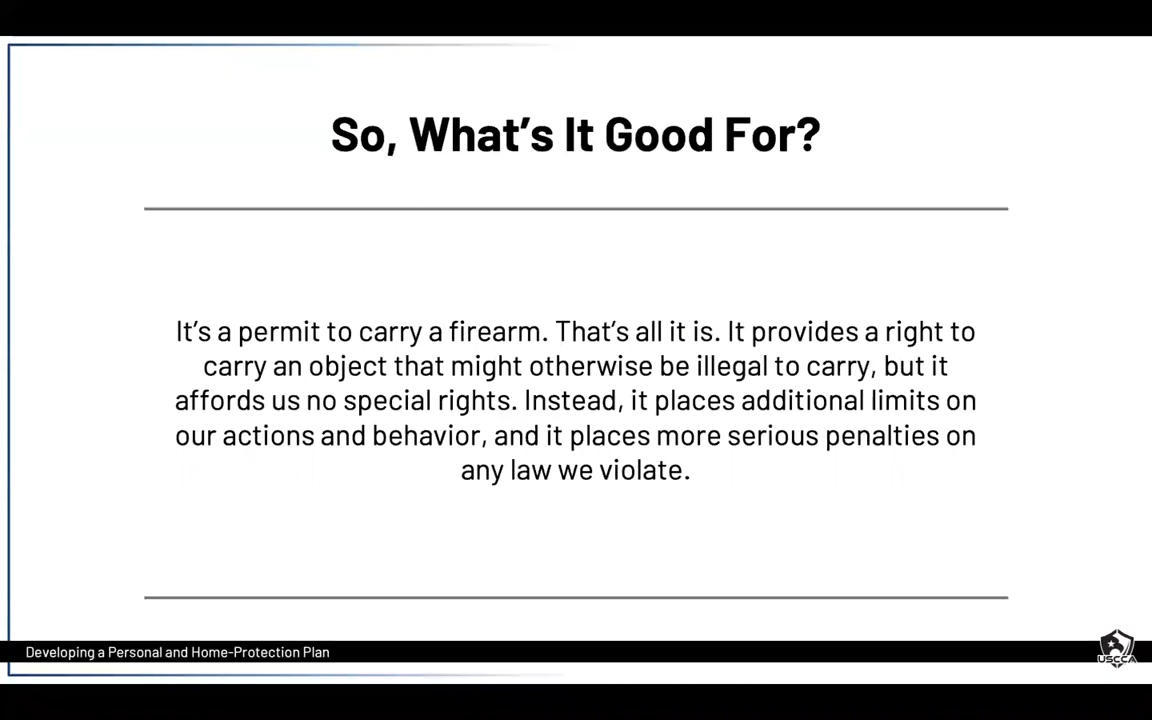 So, What's It Good For?
It's a permit to carry a firearm. That's all it is. It provides a right to
carry an object that might otherwise be illegal to carry, but it
affords us no special rights. Instead, it places additional limits on
our actions and behavior, and it places more serious penalties on
any law we violate.
Developing a Personal and Home-Protection Plan
USCCA